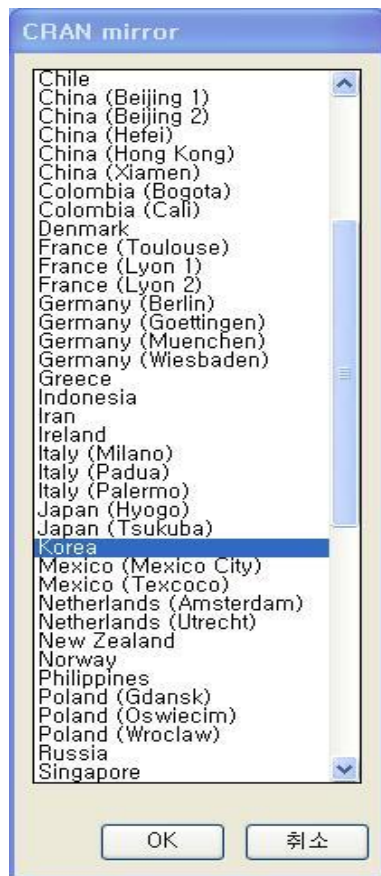 CRAN mirror
Chile
China (Beijing 1)
China (Beijing 2)
China (Hefei)
China (Hong Kong)
China (Xiamen)
Colombia (Bogota)
Colombia (Cali)
Denmark
France (Toulouse)
France (Lyon 1)
France (Lyon 2)
Germany (Berlin)
Germany (Goettingen)
Germany (Muenchen)
Germany (Wiesbaden)
Greece
Indonesia
Iran
Ireland
Italy (Milano)
Italy (Padua)
Italy (Palermo)
Japan (Hyogo)
Japan (Tsukuba)
Korea
Mexico (Mexico City)
Mexico (Texcoco)
Netherlands (Amsterdam)
Netherlands (Utrecht)
New Zealand
Norway
Philippines
Poland (Gdansk)
Poland (Oswiecim)
Poland (Wroclaw)
Russia
Singapore
OK 취소